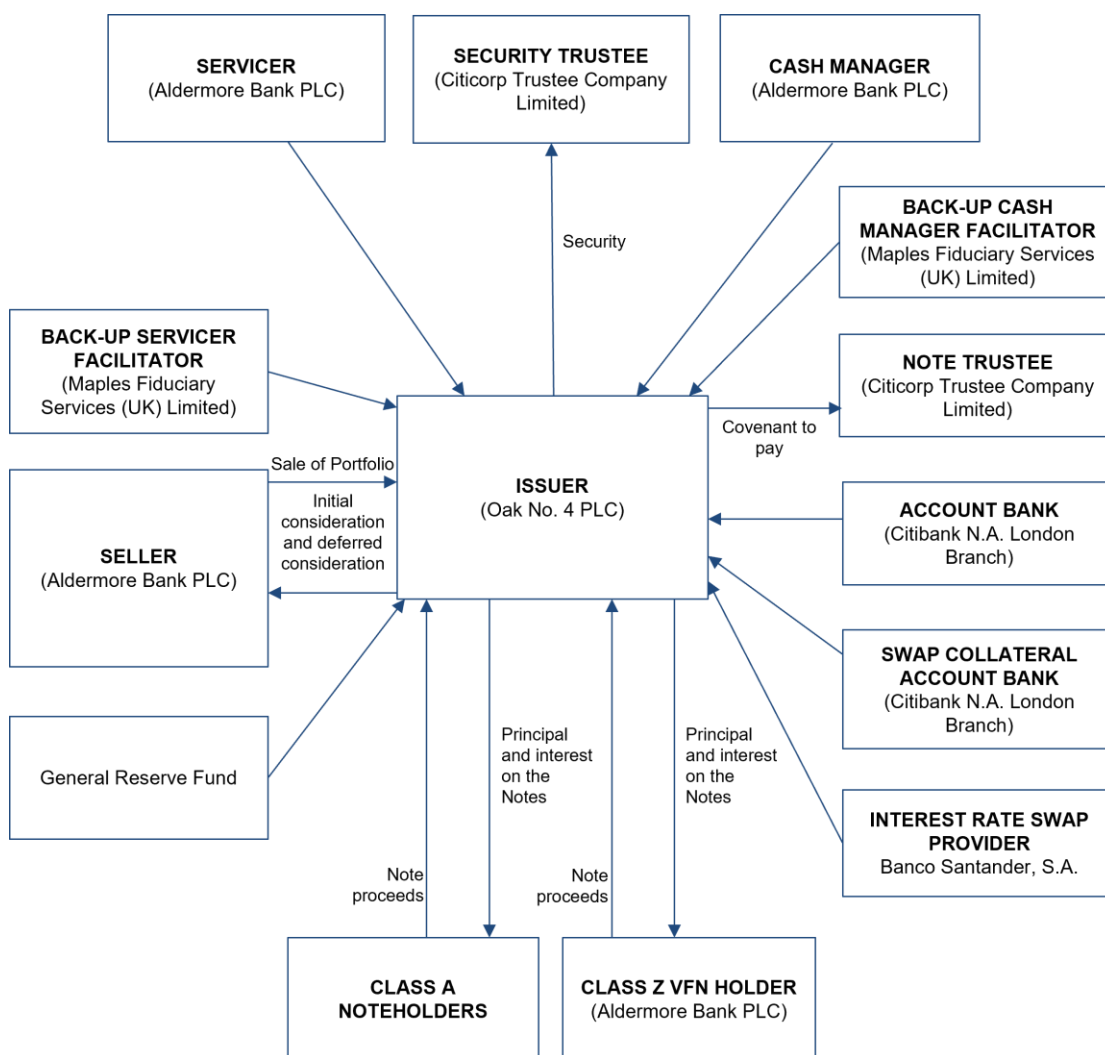 SERVICER
(Aldermore Bank PLC)
SECURITY TRUSTEE
(Citicorp Trustee Company
Limited)
CASH MANAGER
(Aldermore Bank PLC)
Security
BACK-UP CASH
MANAGER FACILITATOR
(Maples Fiduciary Services
(UK) Limited)
BACK-UP SERVICER
FACILITATOR
(Maples Fiduciary
Services (UK) Limited)
NOTE TRUSTEE
(Citicorp Trustee Company
Limited)
Covenant to
pay
Sale of Portfolio
Initial
consideration
and deferred
consideration
ISSUER
(Oak No. 4 PLC)
SELLER
(Aldermore Bank PLC)
ACCOUNT BANK
(Citibank N.A. London
Branch)
SWAP COLLATERAL
ACCOUNT BANK
(Citibank N.A. London
Branch)
General Reserve Fund
Principal
and interest
on the
Notes
Principal
and interest
on the
Notes
INTEREST RATE SWAP
PROVIDER
Banco Santander, S.A.
Note
proceeds
Note
proceeds
CLASS A
NOTEHOLDERS
CLASS Z VFN HOLDER
(Aldermore Bank PLC)